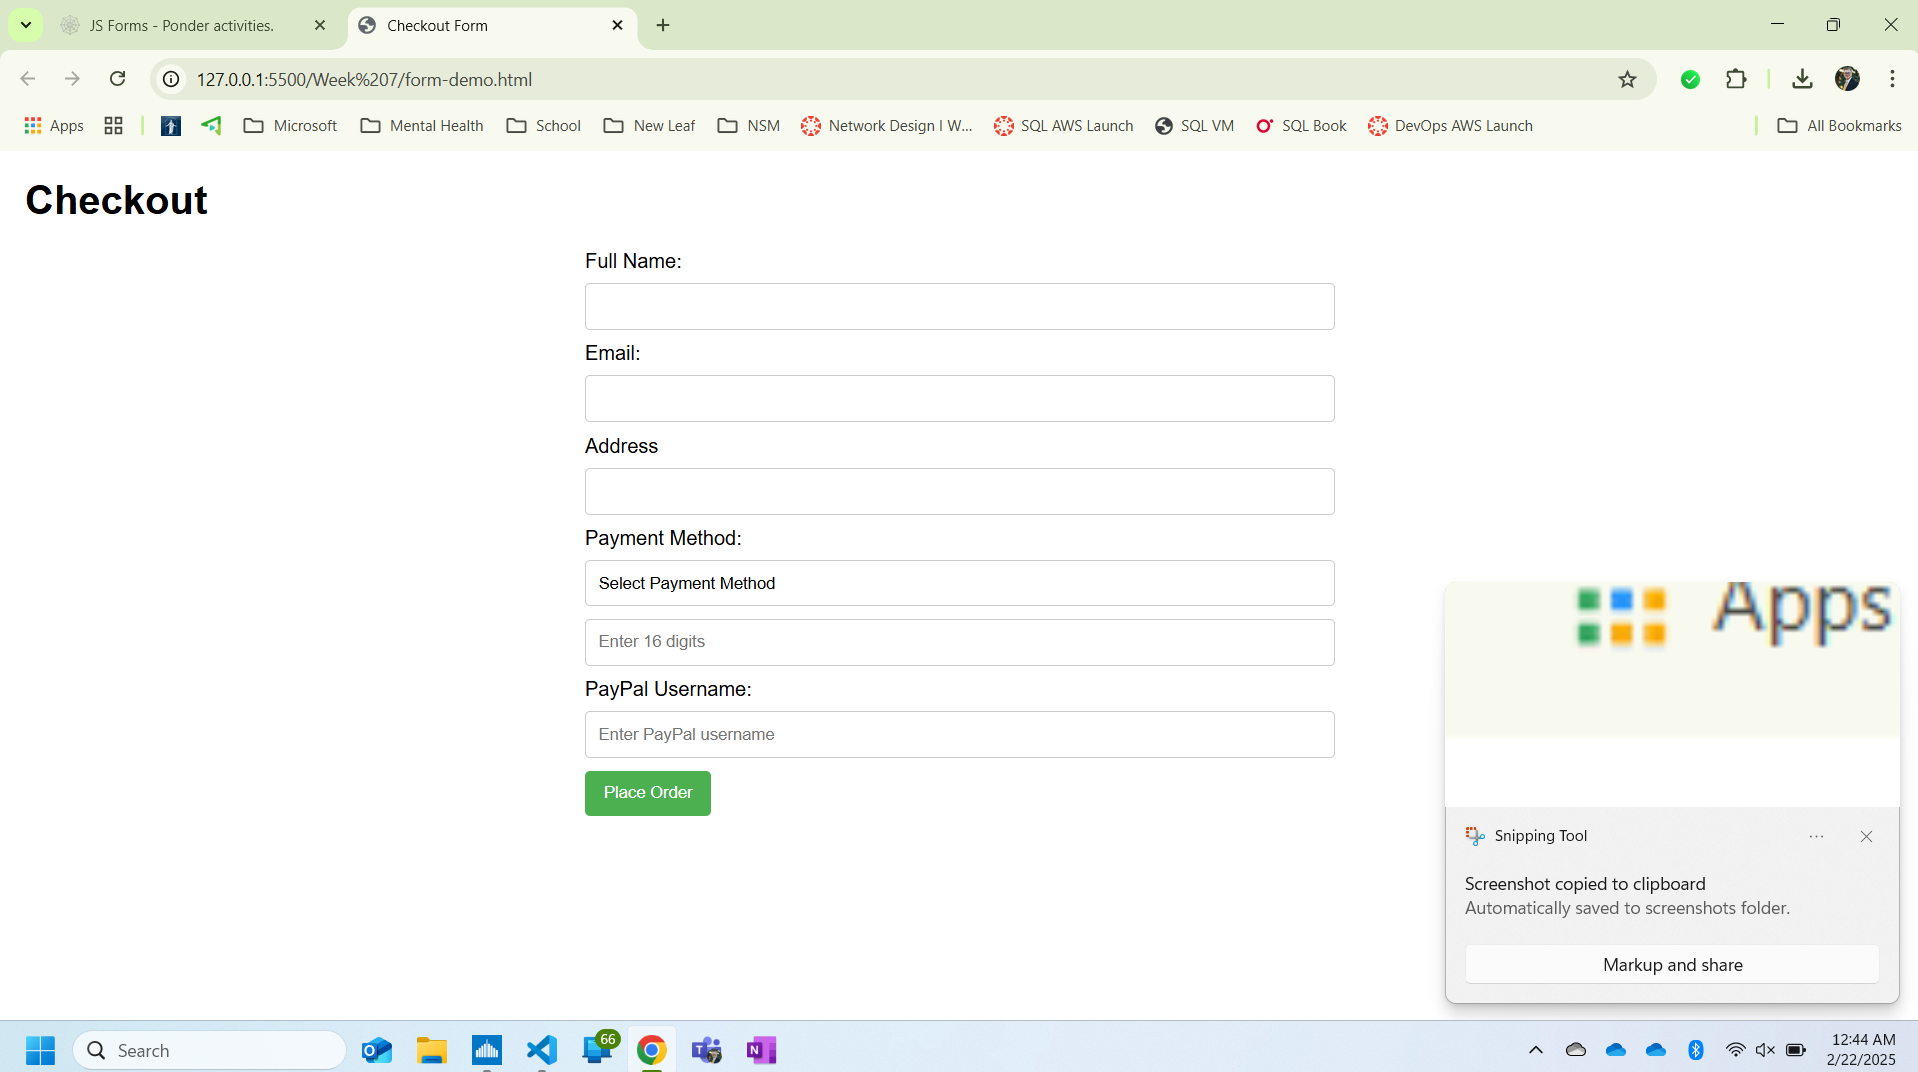 JS Forms - Ponder activities.
Checkout Form
127.0.0.1:5500/Week%207/form-demo.html
Apps
Microsoft
Mental Health
School
New Leaf
NSM
Network Design I W...
SQL AWS Launch
SQL VM
SQL Book
DevOps AWS Launch
All Bookmarks
Checkout
Full Name:
Email:
Address
Payment Method:
Select Payment Method
Enter 16 digits
PayPal Username:
Enter PayPal username
Place Order
Apps
Snipping Tool
Screenshot copied to clipboard
Automatically saved to screenshots folder.
Markup and share
Search
66
12:44 AM
2/22/2025